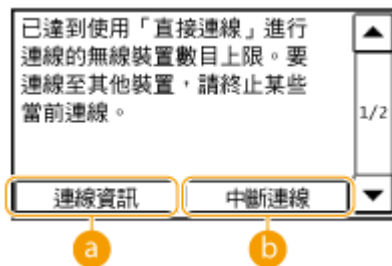 已達到使用「直接連線」進行
連線的無線裝置數目上限。要
連線至其他裝置，請終止某些
當前連線。
1/2
連線資訊
中斷連線
a
b